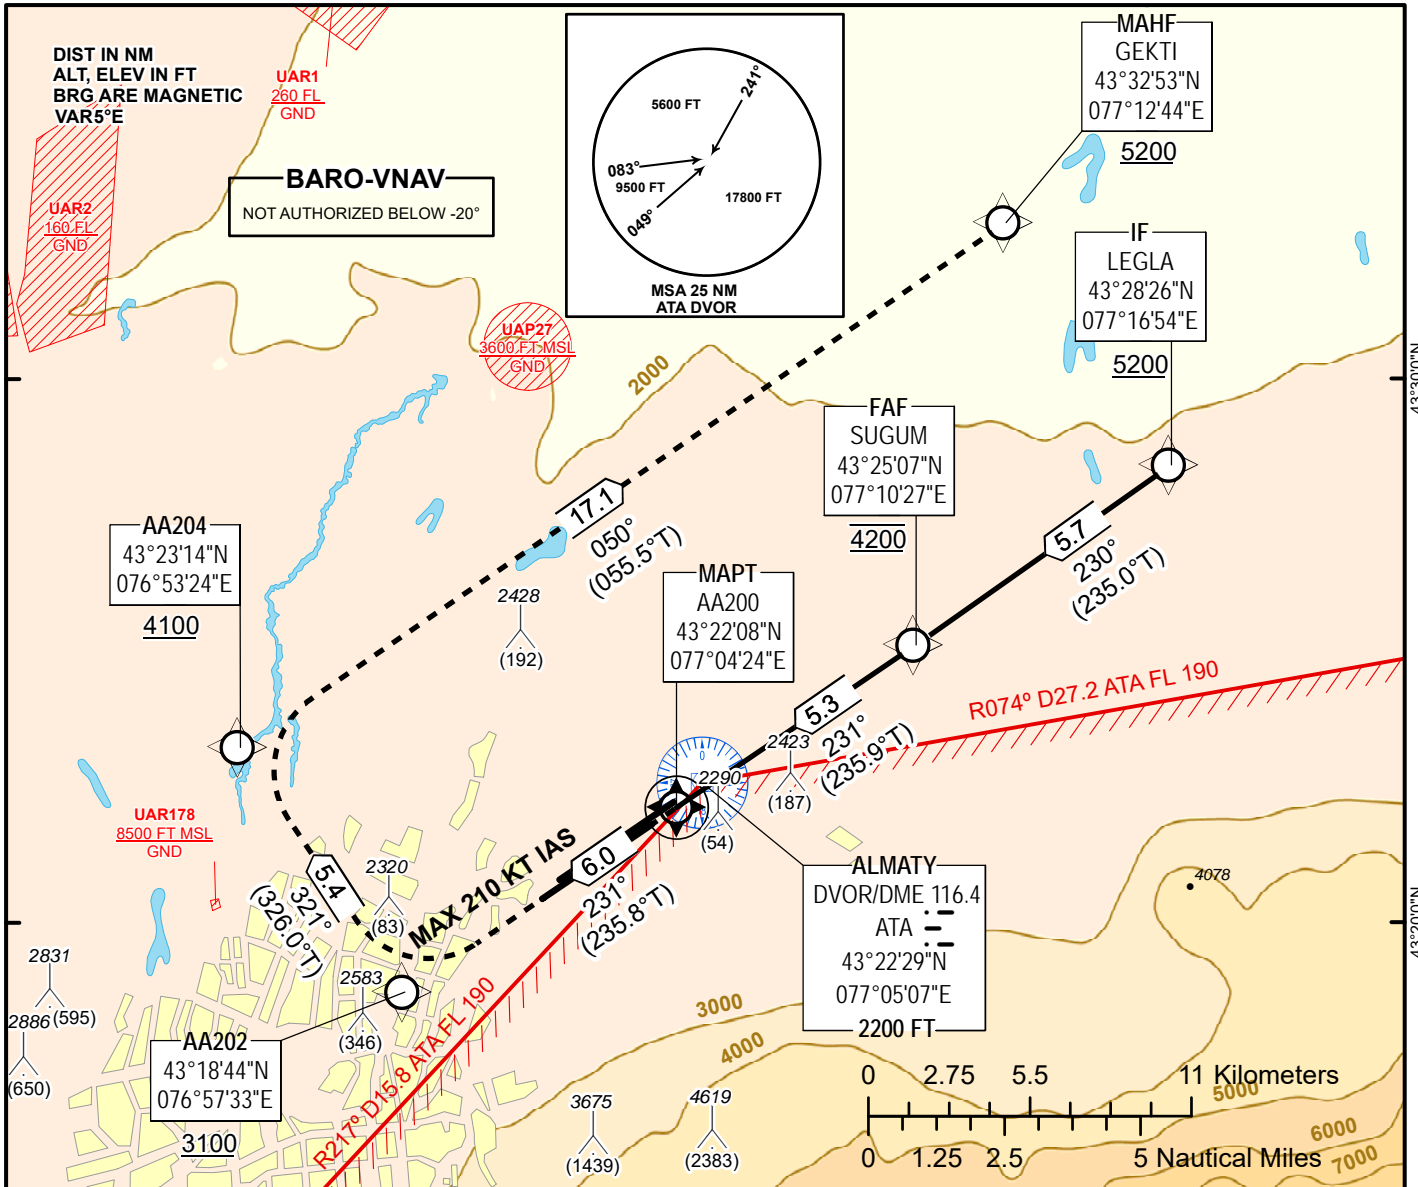 DIST IN NM
ALT, ELEV IN FT
BRG ARE MAGNETIC
VAR5°E
UAR1
260 FL
GND
UAR2
160 FL
GND
BARO-VNAV
NOT AUTHORIZED BELOW -20°
5600 FT
241°
083°
9500 FT
049°
17800 FT
MSA 25 NM
ATA DVOR
MAHF
GEKTI
43°32'53"N
077°12'44"E
5200
IF
LEGLA
43°28'26"N
077°16'54"E
5200
UAP27
3600 FT MSL
GND
2000
43°30'0"N
FAF
SUGUM
43°25'07"N
077°10'27"E
4200
17.1
050°
(055.5°T)
5.7
230°
(235.0°T)
AA204
43°23'14"N
076°53'24"E
4100
2428
(192)
MAPT
AA200
43°22'08"N
077°04'24"E
R074º D27.2 ATA FL 190
5.3
231°
(235.9°T)
2423
(187)
0
2290
(54)
UAR178
8500 FT MSL
GND
MAX 210 KT IAS
6.0
231°
(235.8°T)
5.4
321°
(326.0°T)
2320
(83)
ALMATY
DVOR/DME 116.4
ATA
43°22'29"N
077°05'07"E
2200 FT
4078
43°20'0"N
2831
(595)
2886
(650)
2583
(346)
AA202
43°18'44"N
076°57'33"E
3100
R217º D15.8 ATA FL 190
3000
4000
3675
(1439)
4619
(2383)
0 2.75 5.5 11 Kilometers
0 1.25 2.5 5 Nautical Miles
5000
6000
7000